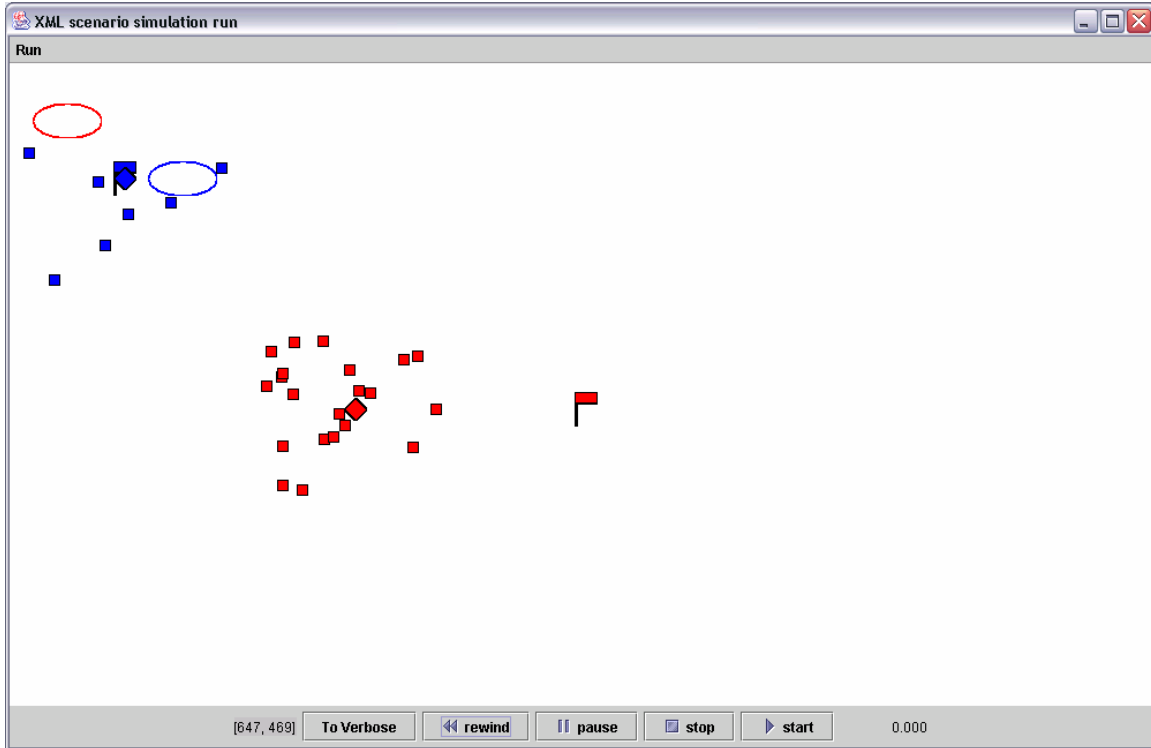 XML scenario simulation run
Run
[647, 469] To Verbose rewind pause stop start 0.000